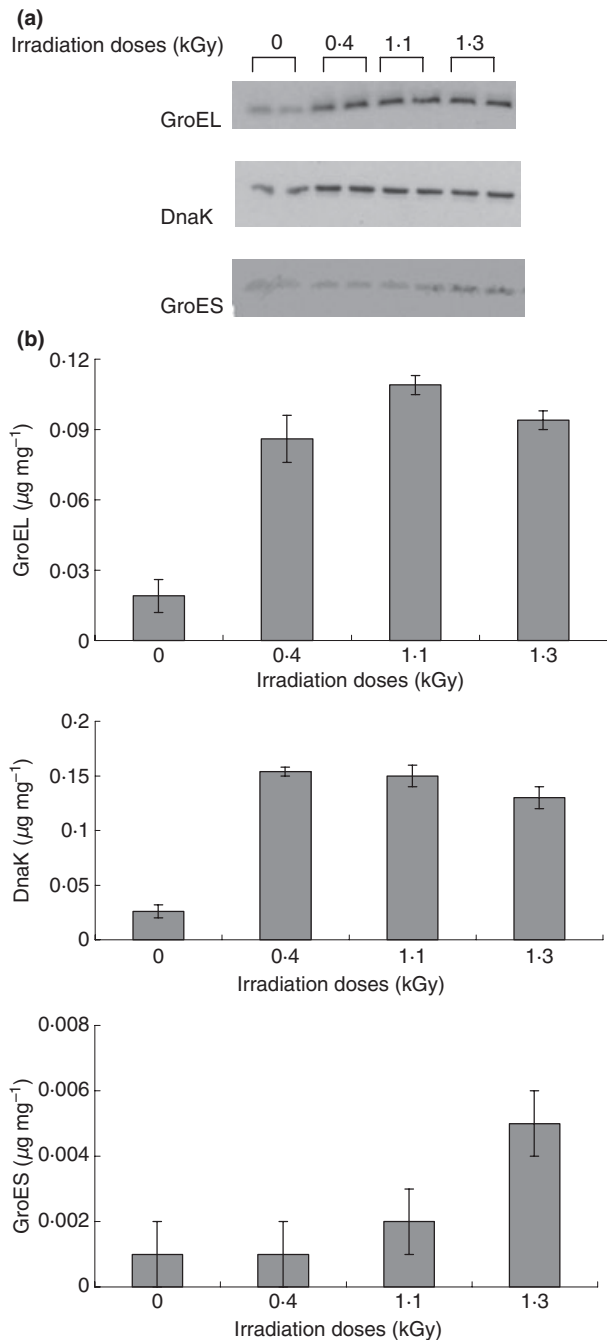 (a)
Irradiation doses (kGy) 0 0·4 1·1 1·3
GroEL
DnaK
GroES
(b)
0·12
0·09
0·06
0·03
0
GroEL (µg mg⁻¹)
0 0·4 1·1 1·3
Irradiation doses (kGy)
0·2
0·15
0·1
0·05
0
DnaK (µg mg⁻¹)
0 0·4 1·1 1·3
Irradiation doses (kGy)
0·008
0·006
0·004
0·002
0
GroES (µg mg⁻¹)
0 0·4 1·1 1·3
Irradiation doses (kGy)